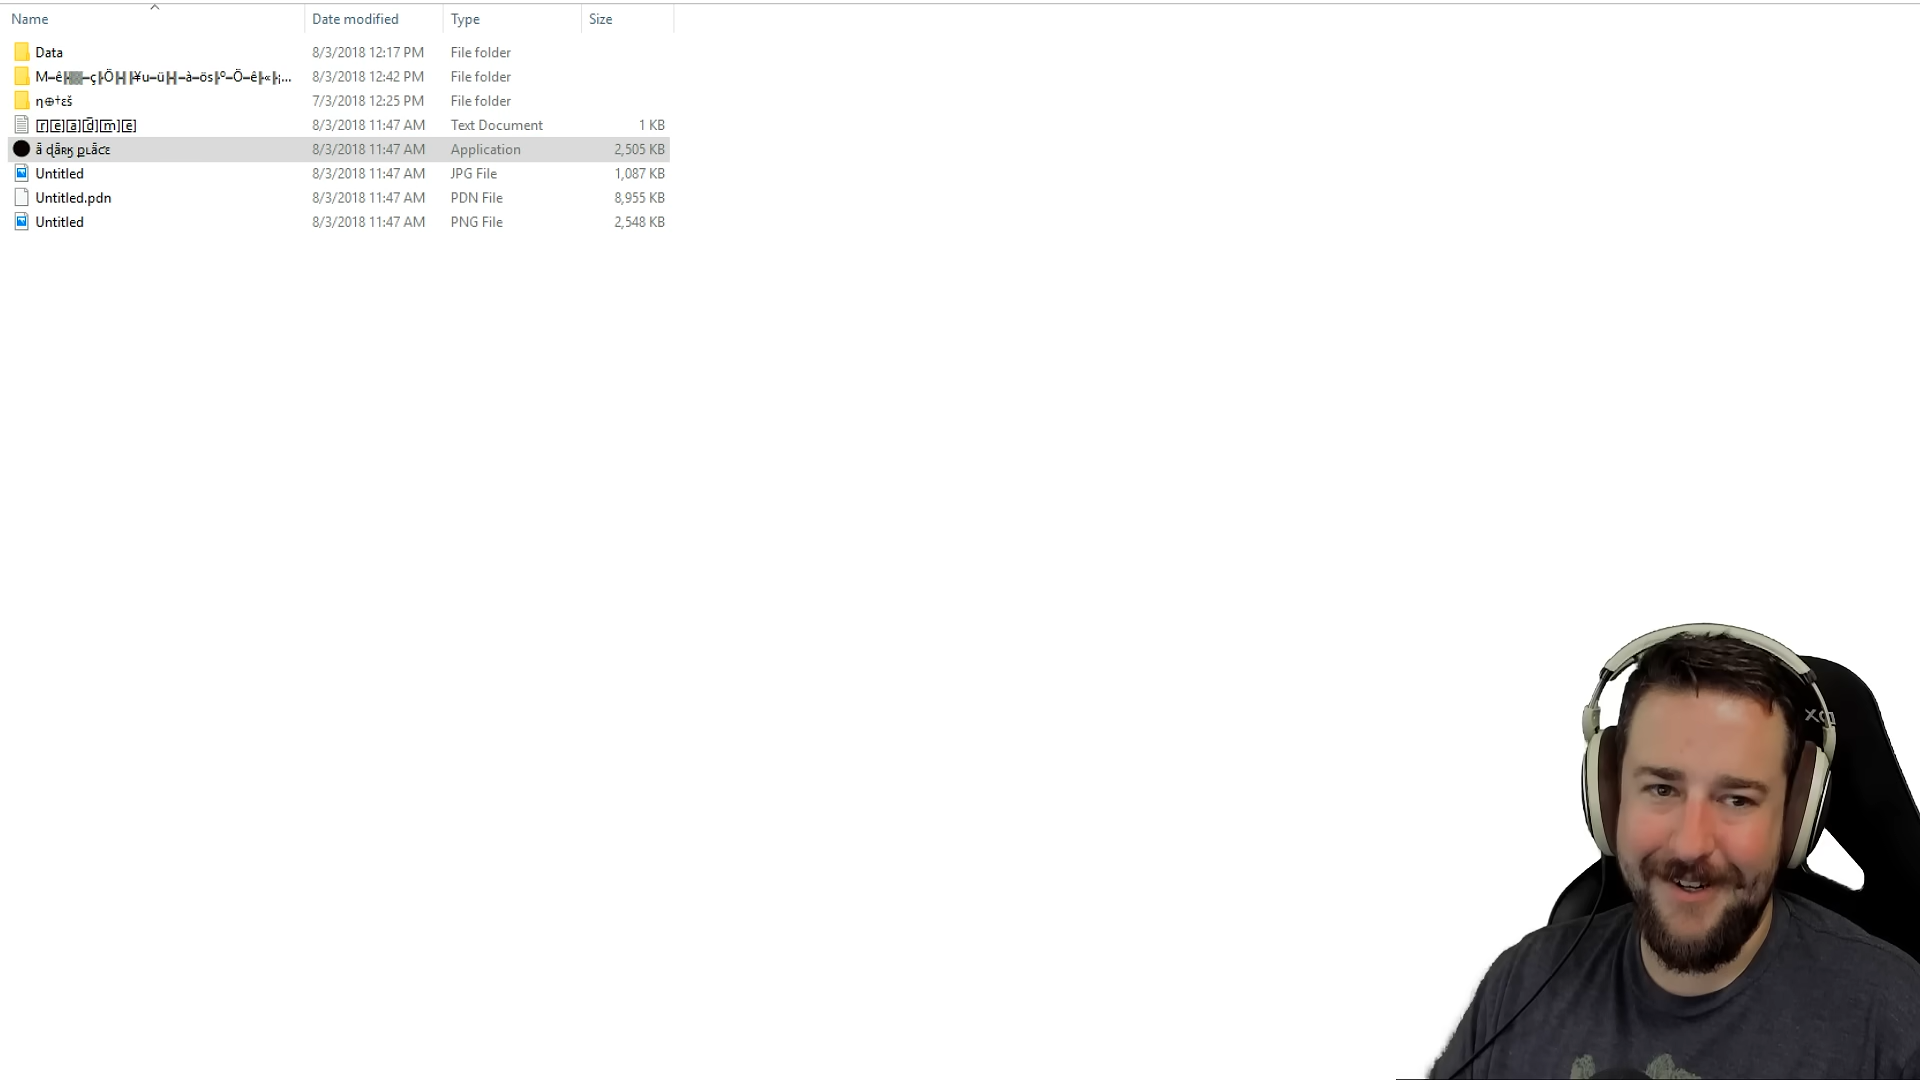 Name Date modified Type Size
Data 8/3/2018 12:17 PM File folder
8/3/2018 12:42 PM File folder
η⊕†εš 7/3/2018 12:25 PM File folder
[r̲̅][e̲̅][a̲̅][d̲̅][m̲̅][e̲̅] 8/3/2018 11:47 AM Text Document 1 KB
å ɖåʀӄ քʟåƈɛ 8/3/2018 11:47 AM Application 2,505 KB
Untitled 8/3/2018 11:47 AM JPG File 1,087 KB
Untitled.pdn 8/3/2018 11:47 AM PDN File 8,955 KB
Untitled 8/3/2018 11:47 AM PNG File 2,548 KB